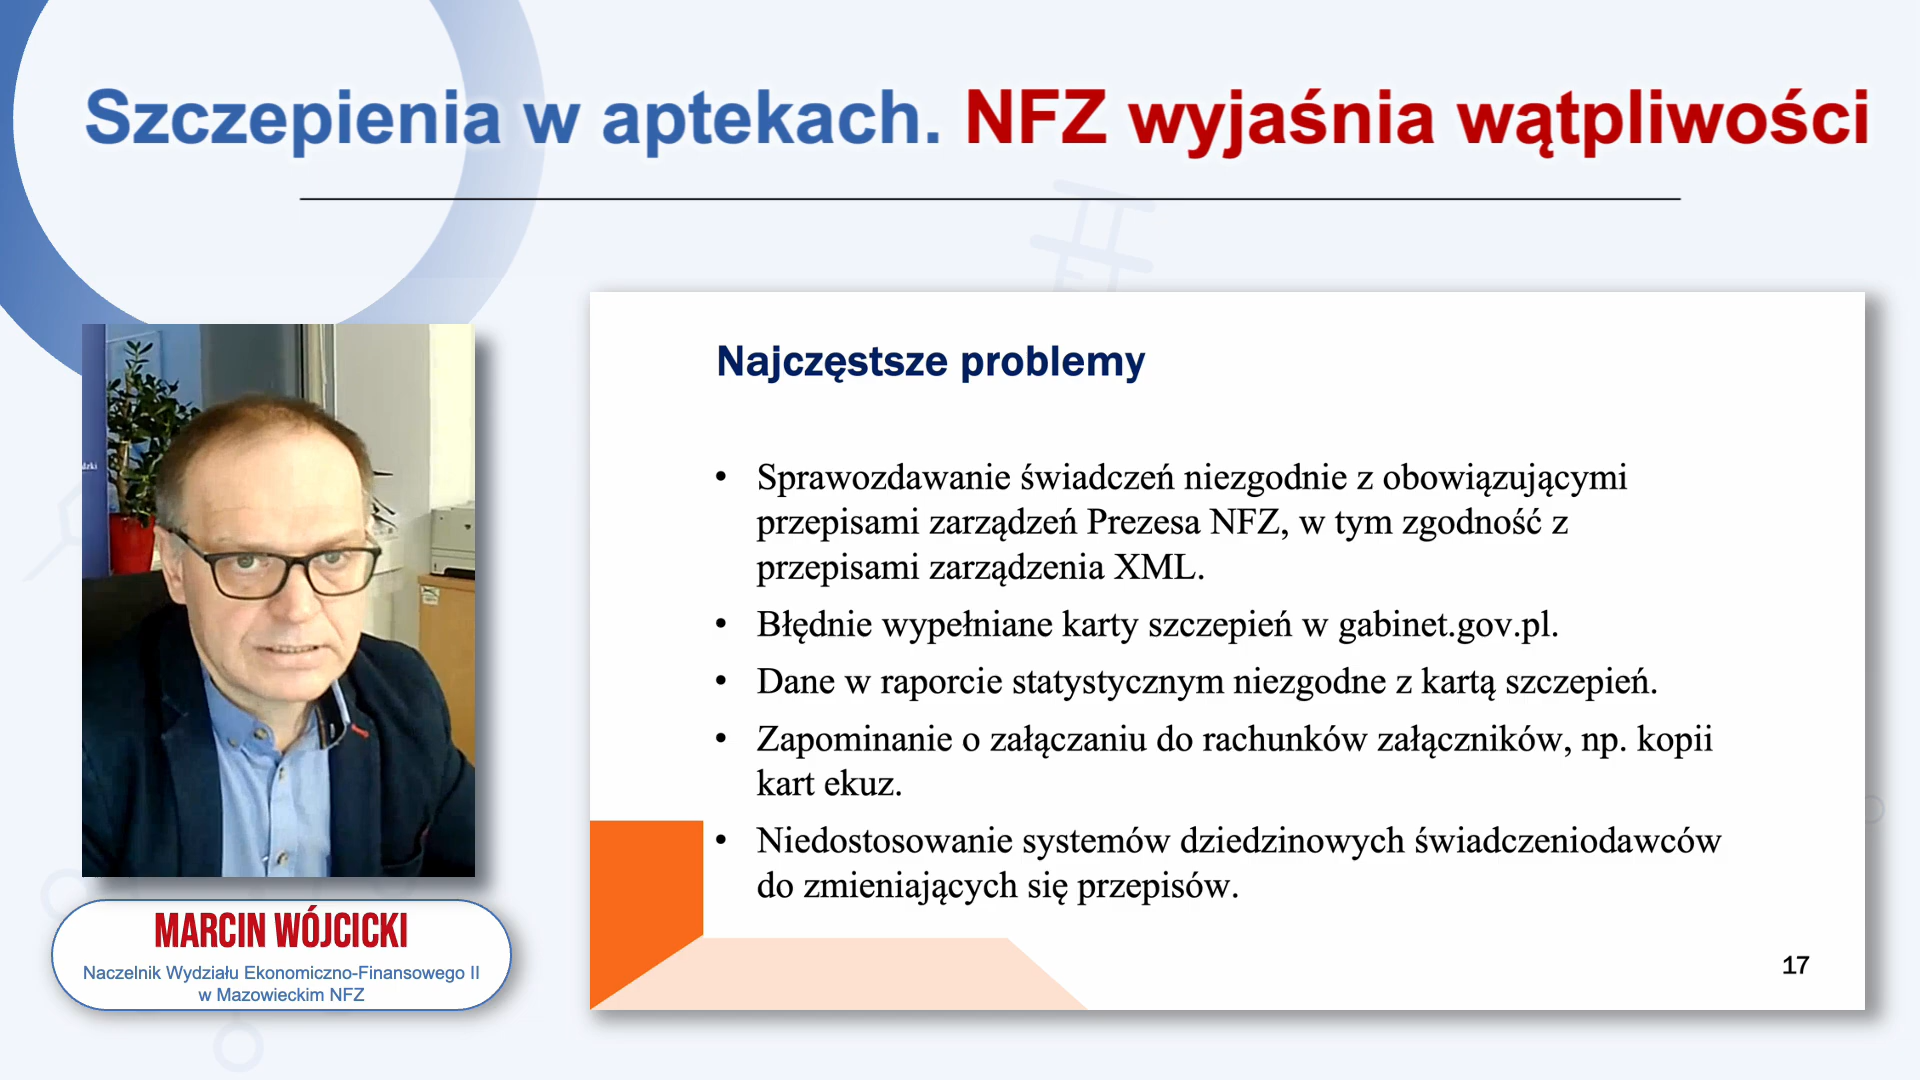 Szczepienia w aptekach. NFZ wyjaśnia wątpliwości
Najczęstsze problemy
• Sprawozdawanie świadczeń niezgodnie z obowiązującymi
przepisami zarządzeń Prezesa NFZ, w tym zgodność z
przepisami zarządzenia XML.
• Błędnie wypełniane karty szczepień w gabinet.gov.pl.
• Dane w raporcie statystycznym niezgodne z kartą szczepień.
• Zapominanie o załączaniu do rachunków załączników, np. kopii
kart ekuz.
• Niedostosowanie systemów dziedzinowych świadczeniodawców
do zmieniających się przepisów.
17
MARCIN WÓJCICKI
Naczelnik Wydziału Ekonomiczno-Finansowego II
w Mazowieckim NFZ